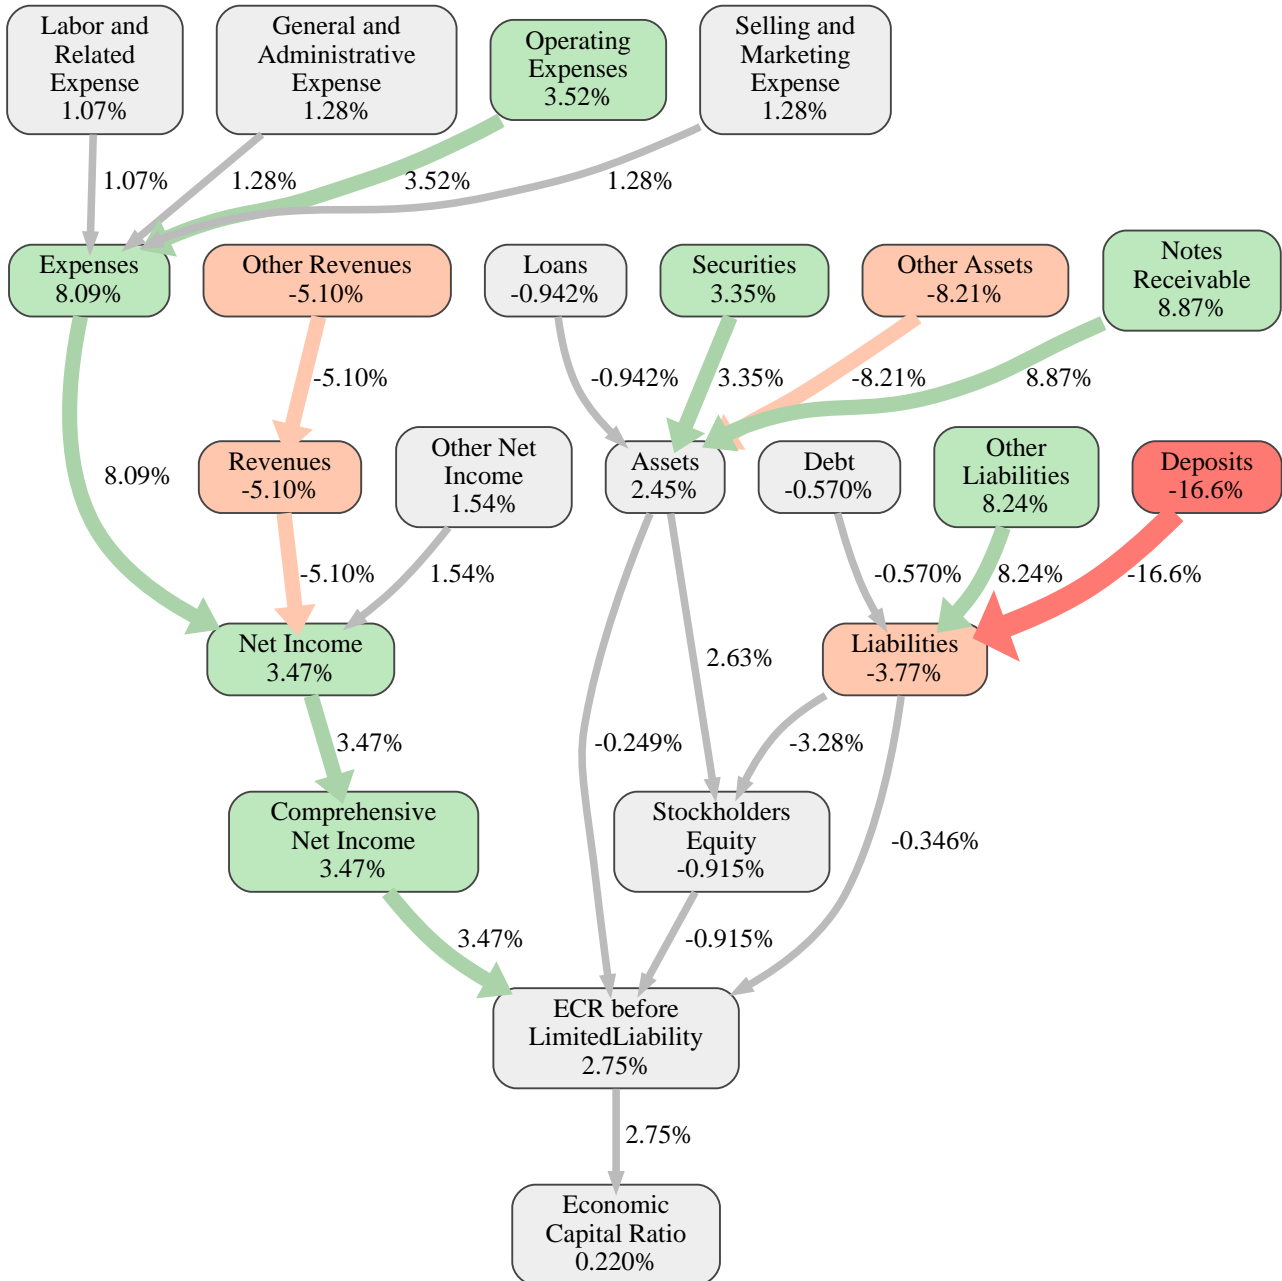 Labor and
Related
Expense
1.07%
General and
Administrative
Expense
1.28%
Operating
Expenses
3.52%
Selling and
Marketing
Expense
1.28%
1.07%
1.28%
3.52%
1.28%
Expenses
8.09%
Other Revenues
-5.10%
Loans
-0.942%
Securities
3.35%
Other Assets
-8.21%
Notes
Receivable
8.87%
-5.10%
-0.942%
3.35%
-8.21%
8.87%
8.09%
Revenues
-5.10%
Other Net
Income
1.54%
Assets
2.45%
Debt
-0.570%
Other
Liabilities
8.24%
Deposits
-16.6%
-5.10%
1.54%
-0.570%
8.24%
-16.6%
Net Income
3.47%
2.63%
Liabilities
-3.77%
3.47%
-0.249%
-3.28%
Comprehensive
Net Income
3.47%
Stockholders
Equity
-0.915%
-0.346%
3.47%
-0.915%
ECR before
LimitedLiability
2.75%
2.75%
Economic
Capital Ratio
0.220%